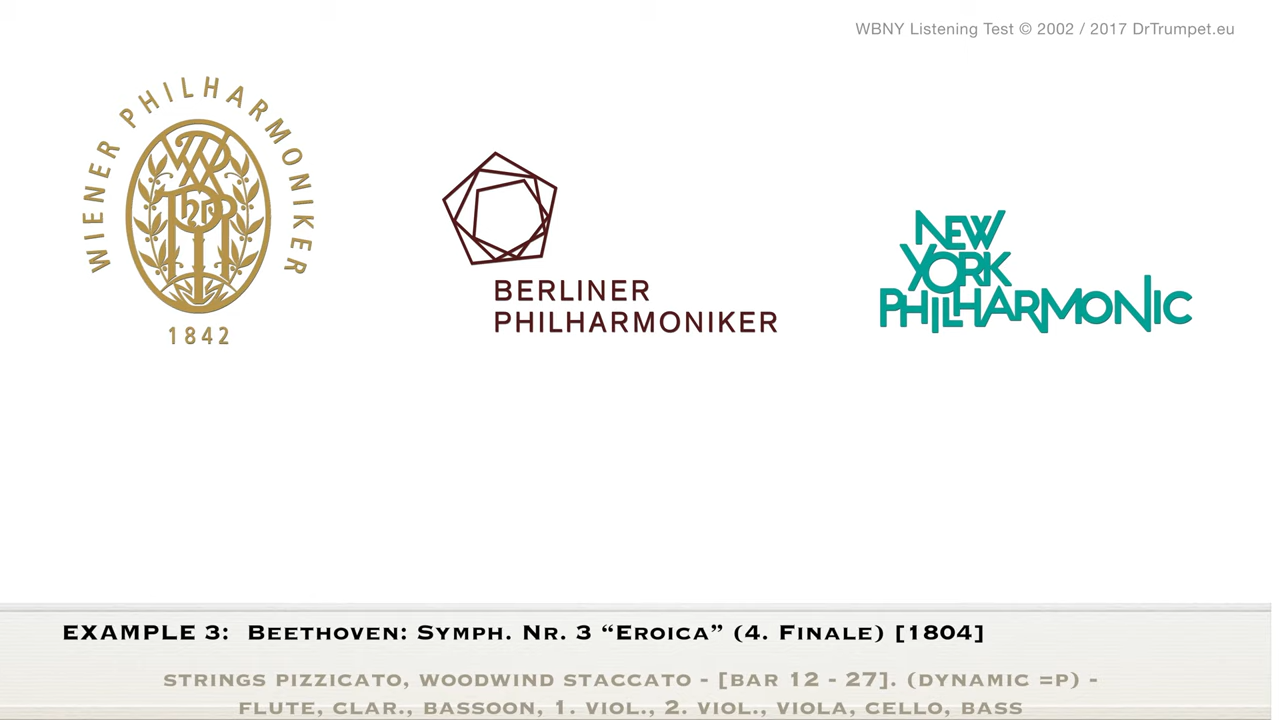 WBNY Listening Test © 2002 / 2017 DrTrumpet.eu
WIENER PHILHARMONIKER
1842
BERLINER
PHILHARMONIKER
NEW
YORK
PHILHARMONIC
EXAMPLE 3: BEETHOVEN: SYMPH. NR. 3 “EROICA” (4. FINALE) [1804]
STRINGS PIZZICATO, WOODWIND STACCATO - [BAR 12 - 27]. (DYNAMIC =P) -
FLUTE, CLAR., BASSOON, 1. VIOL., 2. VIOL., VIOLA, CELLO, BASS